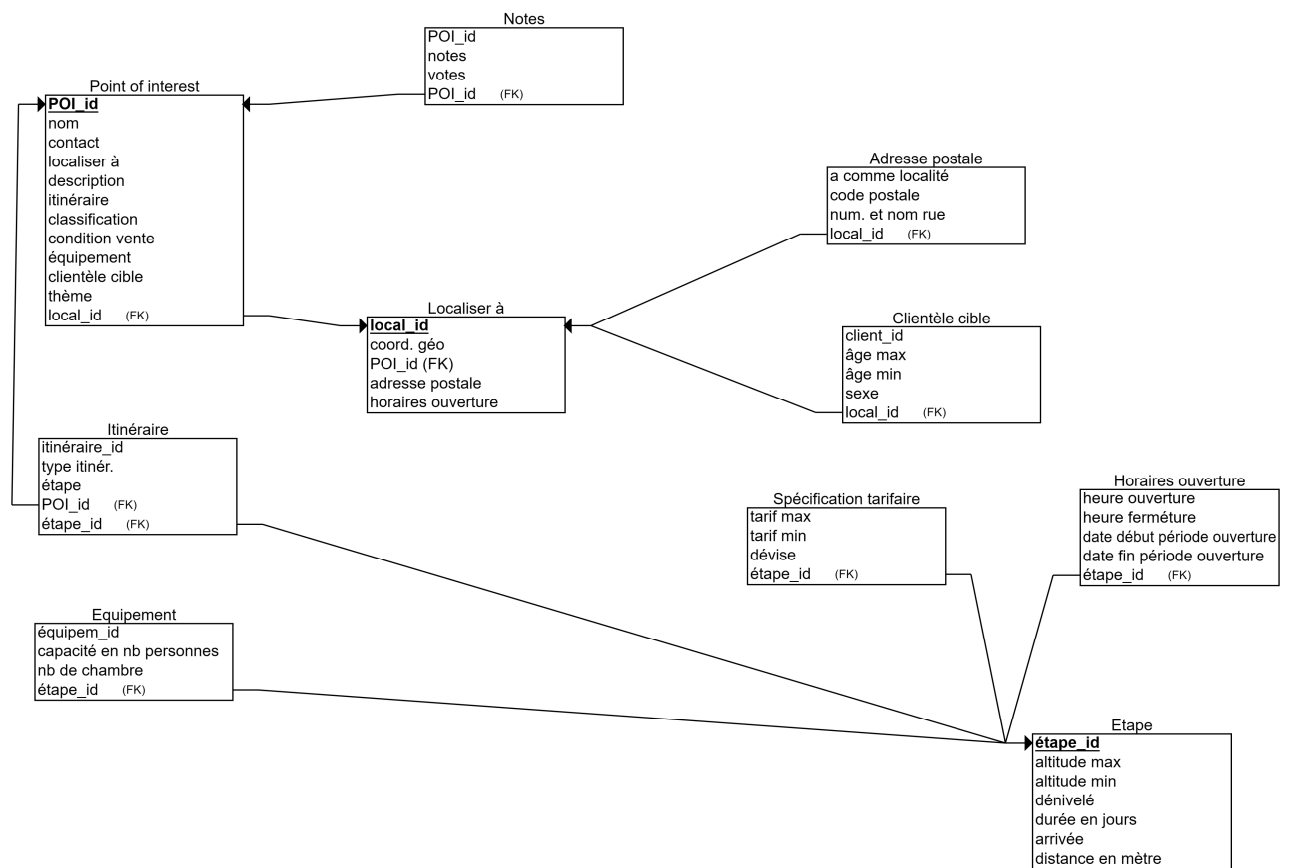 Notes
POI_id
notes
votes
POI_id (FK)
Point of interest
POI_id
nom
contact
localiser à
description
itinéraire
classification
condition vente
équipement
clientèle cible
thème
local_id (FK)
Adresse postale
a comme localité
code postale
num. et nom rue
local_id (FK)
Localiser à
local_id
coord. géo
POI_id (FK)
adresse postale
horaires ouverture
Clientèle cible
client_id
âge max
âge min
sexe
local_id (FK)
Itinéraire
itinéraire_id
type itinér.
étape
POI_id (FK)
étape_id (FK)
Spécification tarifaire
tarif max
tarif min
dévise
étape_id (FK)
Horaires ouverture
heure ouverture
heure ferméture
date début période ouverture
date fin période ouverture
étape_id (FK)
Equipement
équipem_id
capacité en nb personnes
nb de chambre
étape_id (FK)
Etape
étape_id
altitude max
altitude min
dénivelé
durée en jours
arrivée
distance en mètre